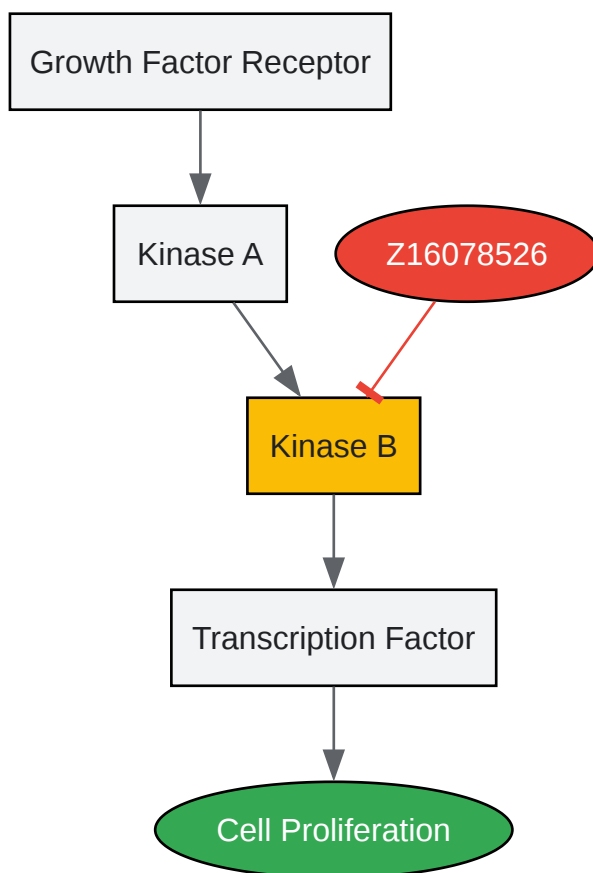 Growth Factor Receptor
Kinase A
Z16078526
Kinase B
Transcription Factor
Cell Proliferation